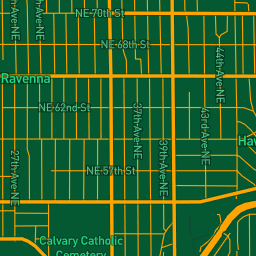 NE 70th St
NE 68th St
Ravenna
NE 62nd St
NE 57th St
27th Ave NE
37th Ave NE
39th Ave NE
43rd Ave NE
44th Ave NE
Calvary Catholic
Cemetery